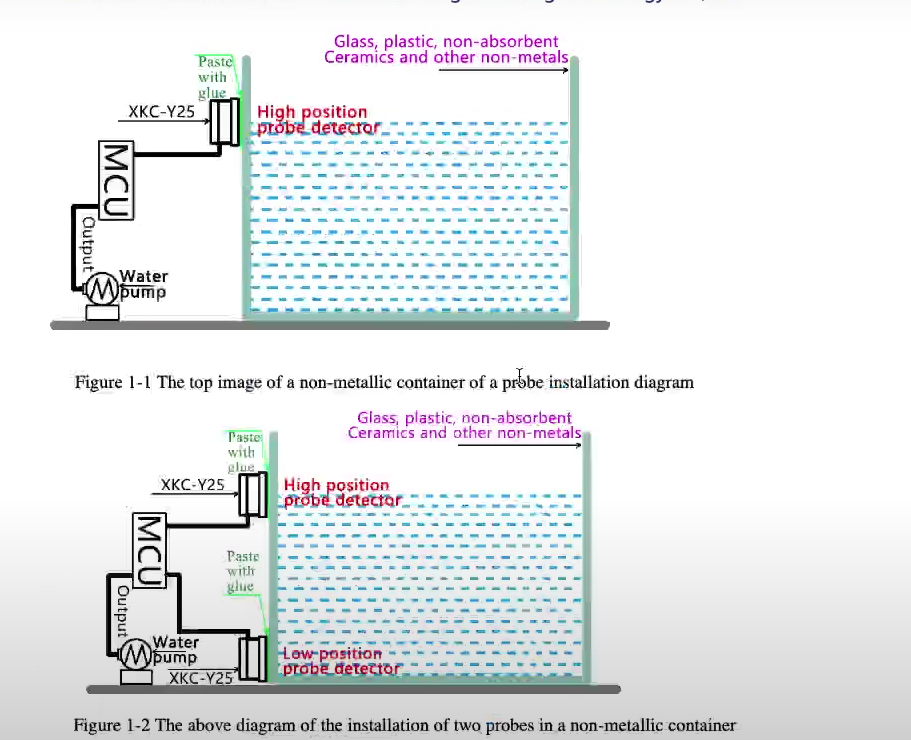 Glass, plastic, non-absorbent
Ceramics and other non-metals
Paste
with
glue
XKC-Y25
High position
probe detector
MCU
Output
Water
pump
Figure 1-1 The top image of a non-metallic container of a probe installation diagram
Glass, plastic, non-absorbent
Ceramics and other non-metals
Paste
with
glue
XKC-Y25
High position
probe detector
MCU
Paste
with
glue
Output
Water
pump
XKC-Y25
Low position
probe detector
Figure 1-2 The above diagram of the installation of two probes in a non-metallic container